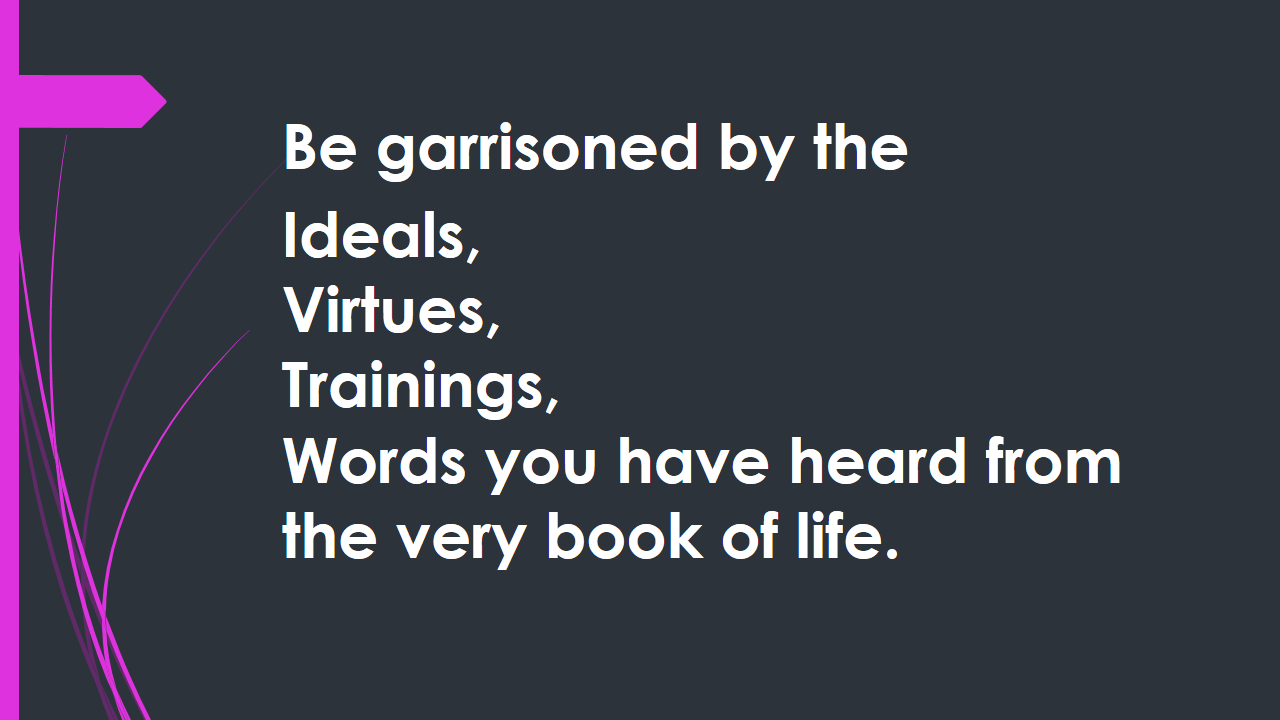 Be garrisoned by the
Ideals,
Virtues,
Trainings,
Words you have heard from
the very book of life.